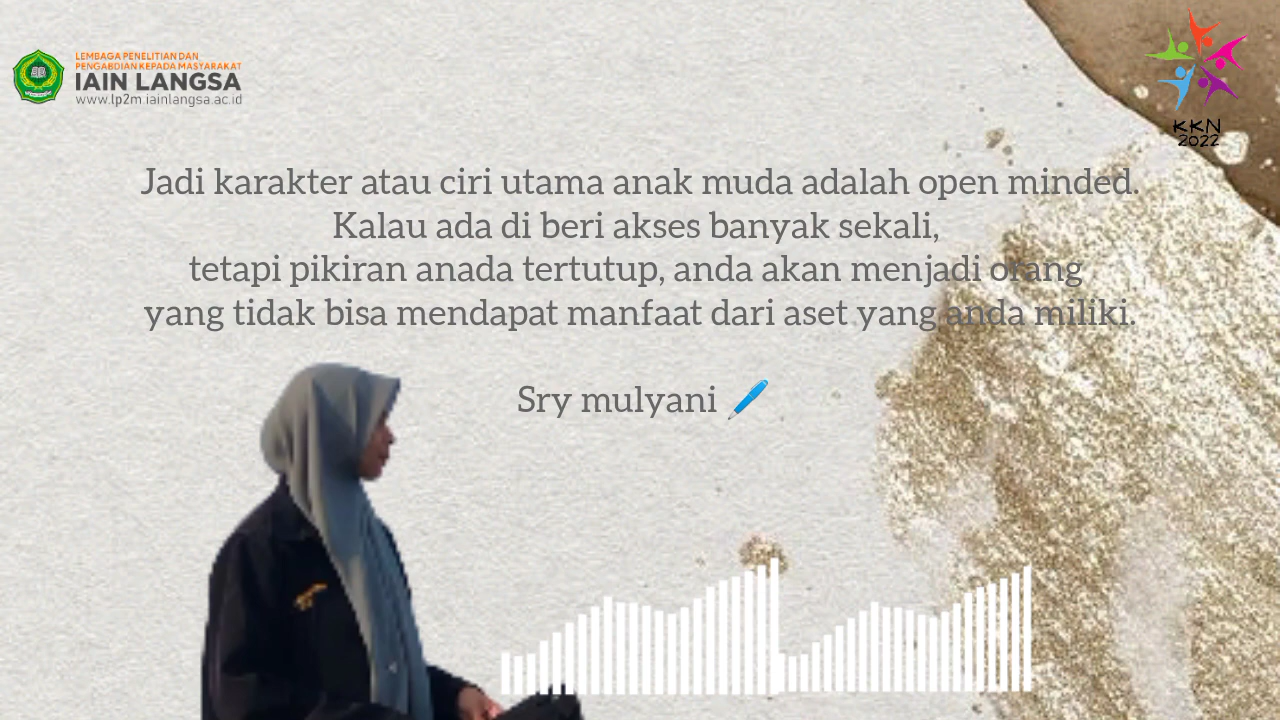 LEMBAGA PENELITIAN DAN
PENGABDIAN KEPADA MASYARAKAT
IAIN LANGSA
www.lp2m.iainlangsa.ac.id
KKN
2022
Jadi karakter atau ciri utama anak muda adalah open minded.
Kalau ada di beri akses banyak sekali,
tetapi pikiran anada tertutup, anda akan menjadi orang
yang tidak bisa mendapat manfaat dari aset yang anda miliki.
Sry mulyani